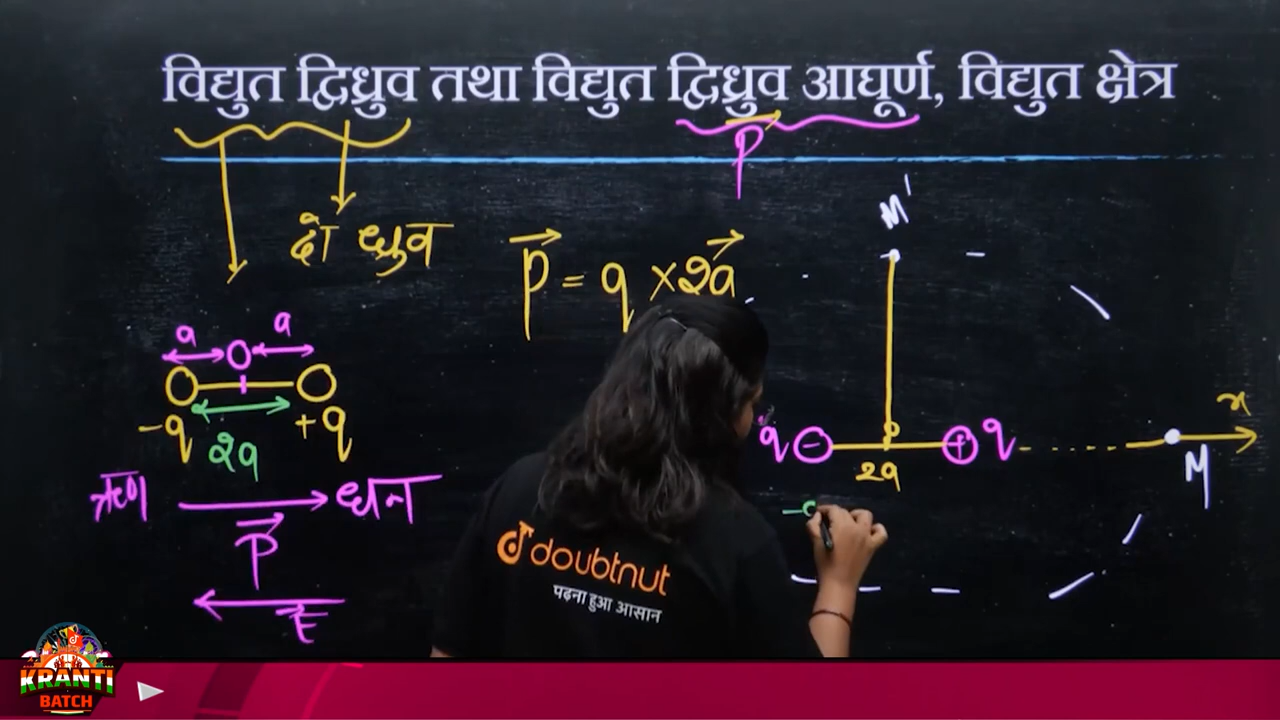 विद्युत द्विध्रुव तथा विद्युत द्विध्रुव आघूर्ण, विद्युत क्षेत्र
P
दो ध्रुव
P = q × 2a
M'
a a
-q 2a +q
q - 2a + q
x
M
ऋण धन
P
E
doubtnut
पढ़ना हुआ आसान
KRANTI
BATCH